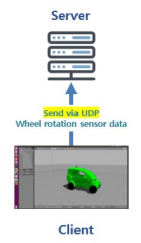 Server
Send via UDP
Wheel rotation sensor data
Client